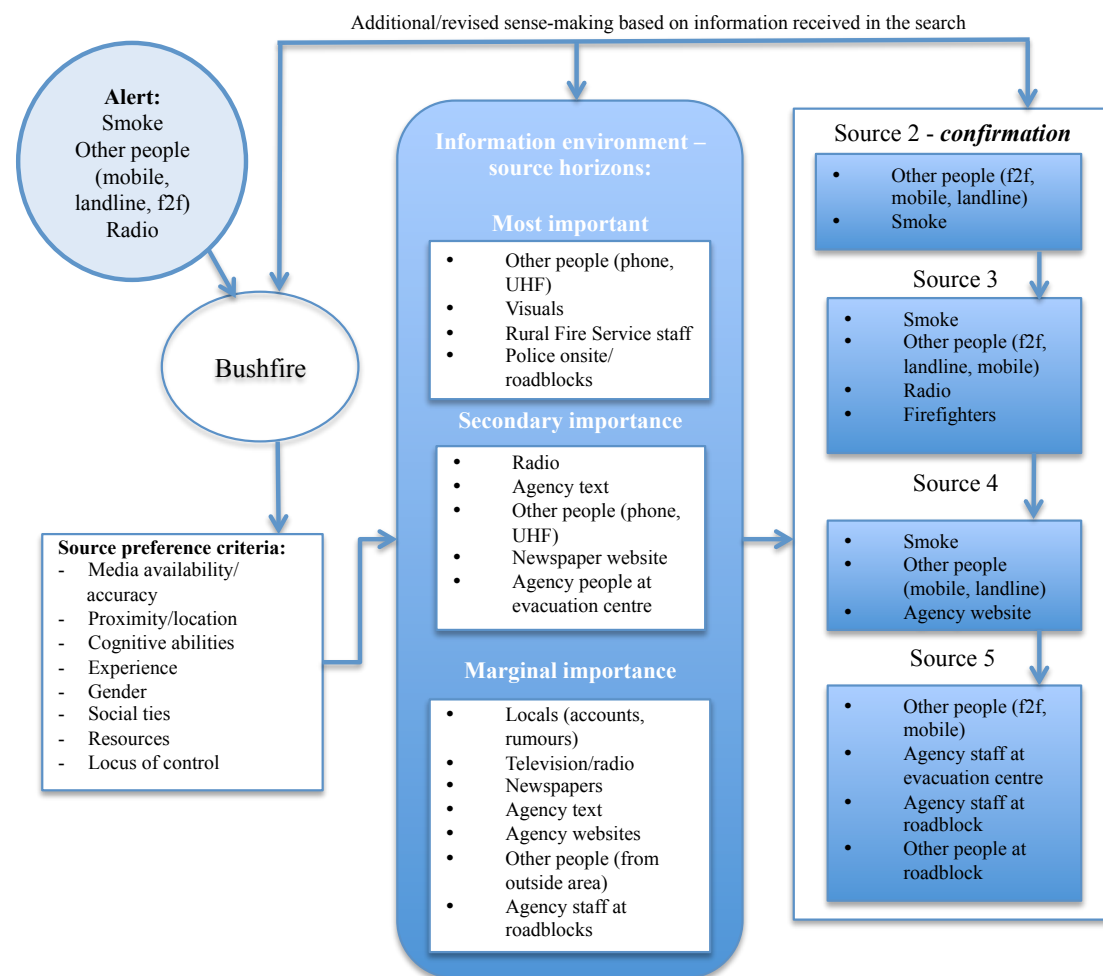 Additional/revised sense-making based on information received in the search
Alert:
Smoke
Other people
(mobile,
landline, f2f)
Radio
Bushfire
Source preference criteria:
- Media availability/
accuracy
- Proximity/location
- Cognitive abilities
- Experience
- Gender
- Social ties
- Resources
- Locus of control
Information environment –
source horizons:
Most important
• Other people (phone,
UHF)
• Visuals
• Rural Fire Service staff
• Police onsite/
roadblocks
Secondary importance
• Radio
• Agency text
• Other people (phone,
UHF)
• Newspaper website
• Agency people at
evacuation centre
Marginal importance
• Locals (accounts,
rumours)
• Television/radio
• Newspapers
• Agency text
• Agency websites
• Other people (from
outside area)
• Agency staff at
roadblocks
Source 2 - confirmation
• Other people (f2f,
mobile, landline)
• Smoke
Source 3
• Smoke
• Other people (f2f,
landline, mobile)
• Radio
• Firefighters
Source 4
• Smoke
• Other people
(mobile, landline)
• Agency website
Source 5
• Other people (f2f,
mobile)
• Agency staff at
evacuation centre
• Agency staff at
roadblock
• Other people at
roadblock